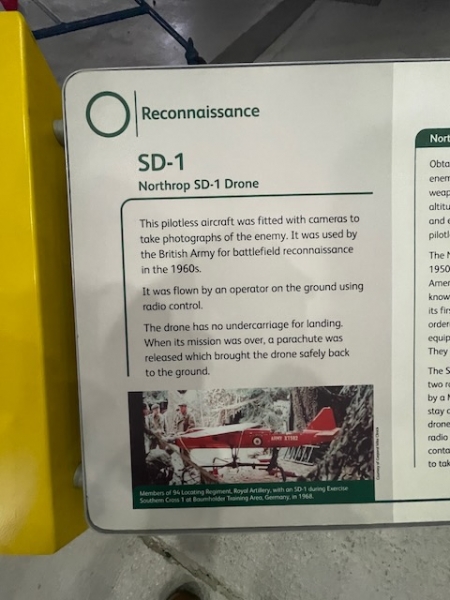 Reconnaissance
SD-1
Northrop SD-1 Drone
This pilotless aircraft was fitted with cameras to
take photographs of the enemy. It was used by
the British Army for battlefield reconnaissance
in the 1960s.
It was flown by an operator on the ground using
radio control.
The drone has no undercarriage for landing.
When its mission was over, a parachute was
released which brought the drone safely back
to the ground.
ARMY
Members of 94 Locating Regiment, Royal Artillery, with an SD-1 during Exercise
Southern Cross 1 at Baumholder Training Area, Germany, in 1968.
Nort
Obta
enem
weap
altitu
and e
pilotl
The N
1950
Amer
know
its firs
order
equip
They
The S
two r
by a
stay
drone
radio
conta
to tak